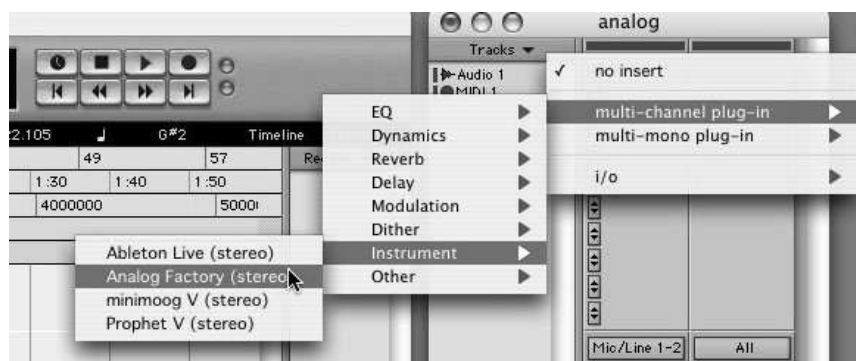 analog
Tracks
Audio 1
MIDI 1
✓ no insert
multi-channel plug-in
multi-mono plug-in
i/o
EQ
Dynamics
Reverb
Delay
Modulation
Dither
Instrument
Other
Ableton Live (stereo)
Analog Factory (stereo
minimoog V (stereo)
Prophet V (stereo)
2.105 G#2 Timeline
49 57
1:30 1:40 1:50
4000000 5000
Mic/Line 1-2 All